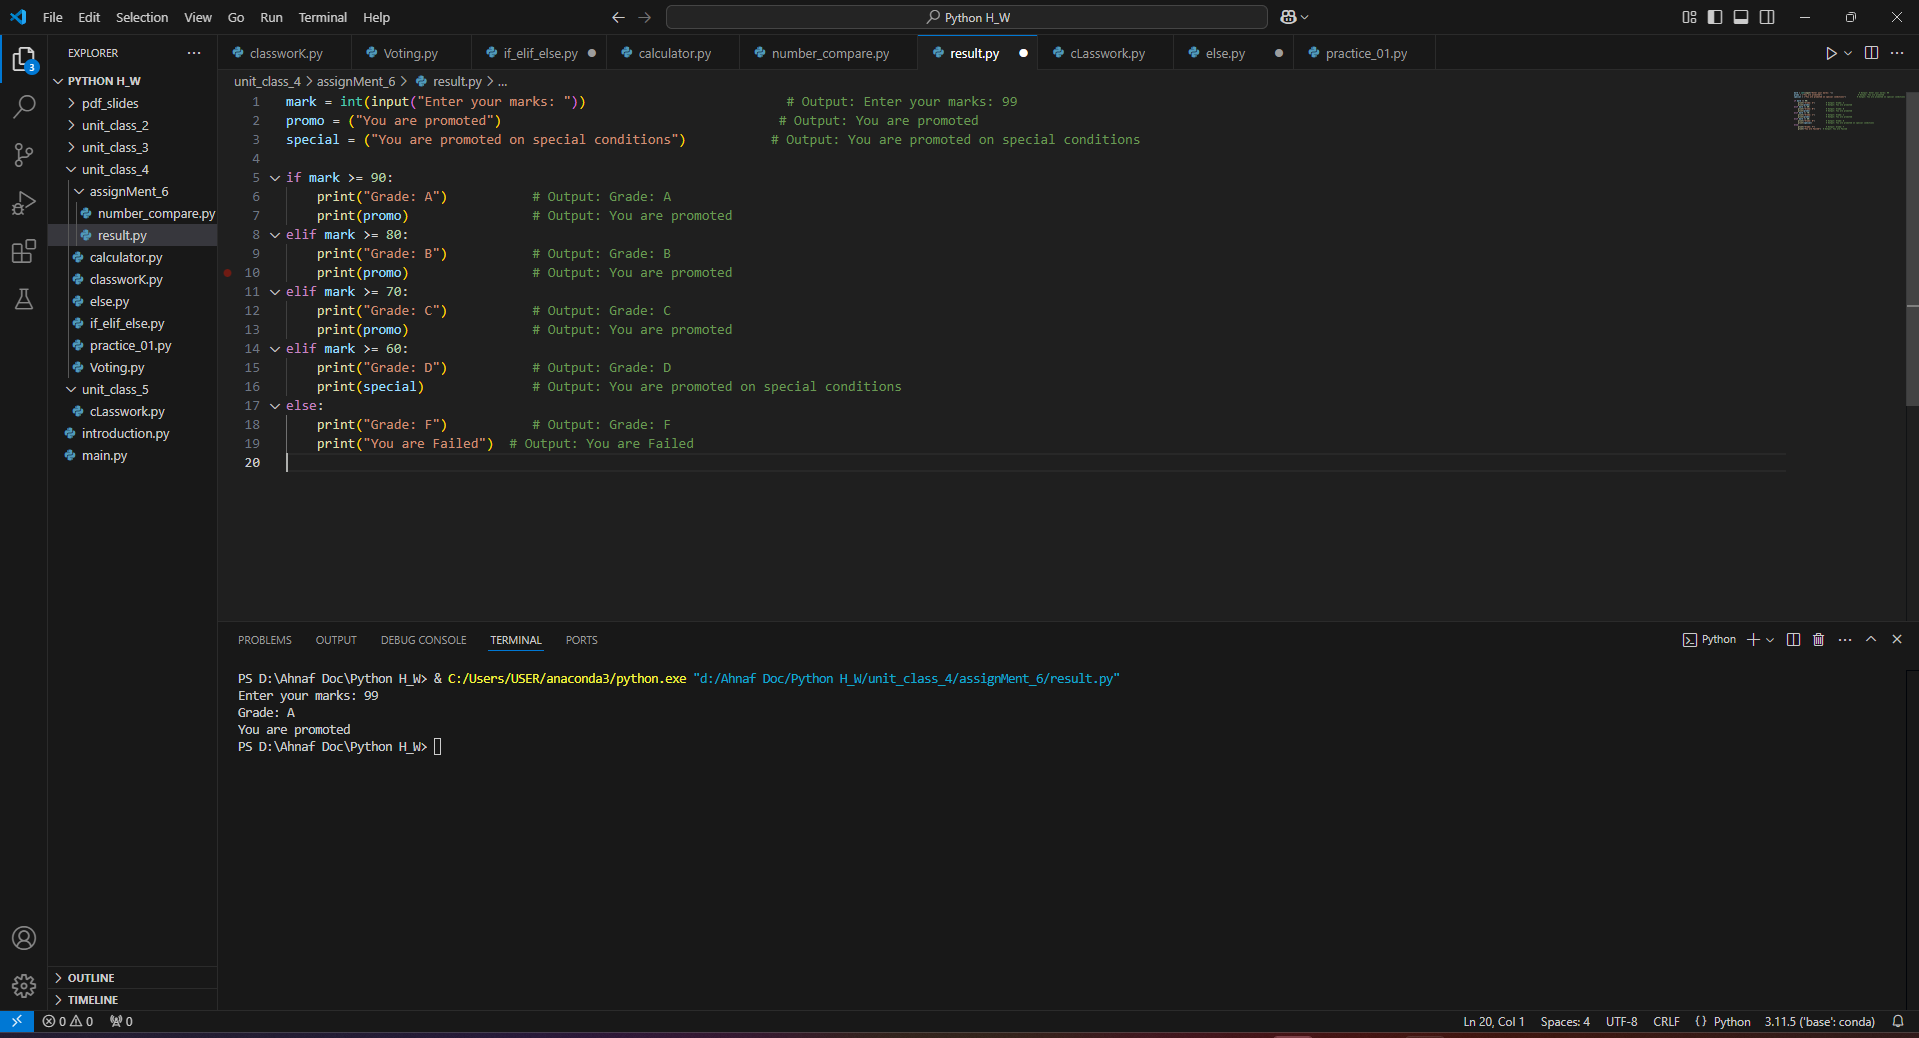 File Edit Selection View Go Run Terminal Help
Python H_W
EXPLORER
PYTHON H_W
pdf_slides
unit_class_2
unit_class_3
unit_class_4
assignMent_6
number_compare.py
result.py
calculator.py
classworK.py
else.py
if_elif_else.py
practice_01.py
Voting.py
unit_class_5
cLasswork.py
introduction.py
main.py
OUTLINE
TIMELINE
3
classworK.py Voting.py if_elif_else.py calculator.py number_compare.py result.py cLasswork.py else.py practice_01.py
unit_class_4 > assignMent_6 > result.py > ...
1 mark = int(input("Enter your marks: ")) # Output: Enter your marks: 99
2 promo = ("You are promoted") # Output: You are promoted
3 special = ("You are promoted on special conditions") # Output: You are promoted on special conditions
4
5 if mark >= 90:
6 print("Grade: A") # Output: Grade: A
7 print(promo) # Output: You are promoted
8 elif mark >= 80:
9 print("Grade: B") # Output: Grade: B
10 print(promo) # Output: You are promoted
11 elif mark >= 70:
12 print("Grade: C") # Output: Grade: C
13 print(promo) # Output: You are promoted
14 elif mark >= 60:
15 print("Grade: D") # Output: Grade: D
16 print(special) # Output: You are promoted on special conditions
17 else:
18 print("Grade: F") # Output: Grade: F
19 print("You are Failed") # Output: You are Failed
20
PROBLEMS OUTPUT DEBUG CONSOLE TERMINAL PORTS
Python
PS D:\Ahnaf Doc\Python H_W> & C:/Users/USER/anaconda3/python.exe "d:/Ahnaf Doc/Python H_W/unit_class_4/assignMent_6/result.py"
Enter your marks: 99
Grade: A
You are promoted
PS D:\Ahnaf Doc\Python H_W>
0 0 0
Ln 20, Col 1 Spaces: 4 UTF-8 CRLF {} Python 3.11.5 ('base': conda)